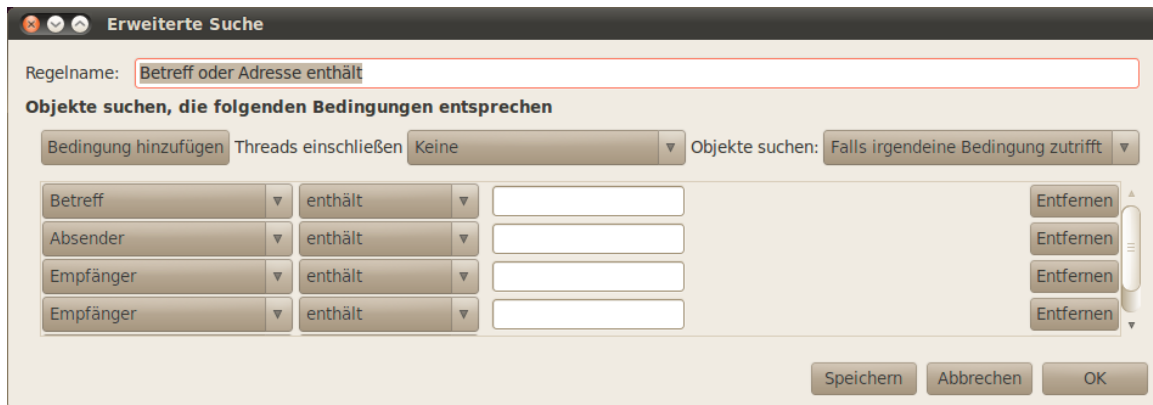 Erweiterte Suche
Regelname: Betreff oder Adresse enthält
Objekte suchen, die folgenden Bedingungen entsprechen
Bedingung hinzufügen Threads einschließen Keine Objekte suchen: Falls irgendeine Bedingung zutrifft
Betreff enthält Entfernen
Absender enthält Entfernen
Empfänger enthält Entfernen
Empfänger enthält Entfernen
Speichern Abbrechen OK